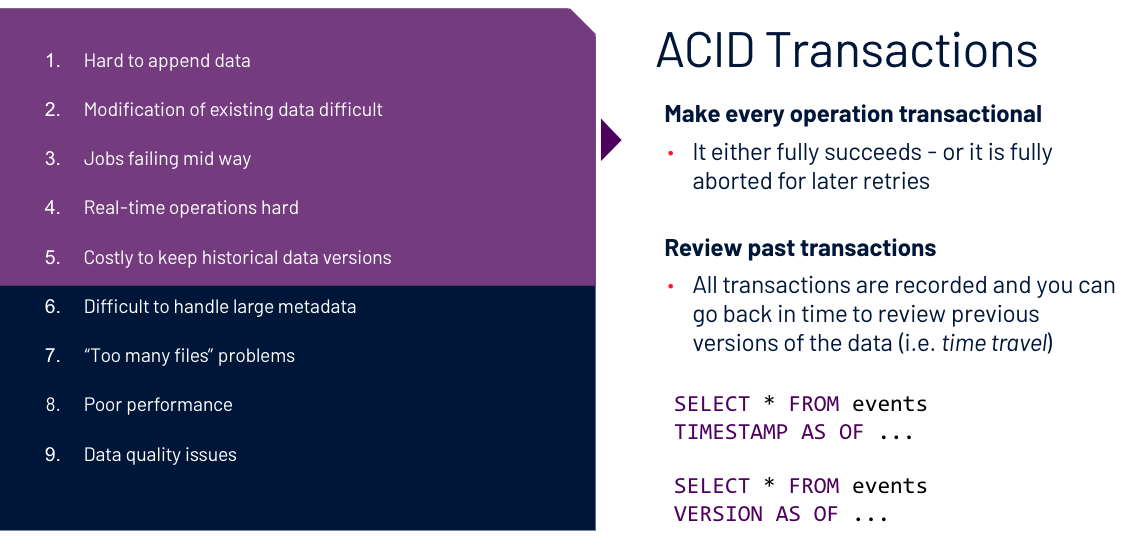 1. Hard to append data
2. Modification of existing data difficult
3. Jobs failing mid way
4. Real-time operations hard
5. Costly to keep historical data versions
6. Difficult to handle large metadata
7. “Too many files” problems
8. Poor performance
9. Data quality issues
ACID Transactions
Make every operation transactional
• It either fully succeeds - or it is fully
aborted for later retries
Review past transactions
• All transactions are recorded and you can
go back in time to review previous
versions of the data (i.e. time travel)
SELECT * FROM events
TIMESTAMP AS OF ...
SELECT * FROM events
VERSION AS OF ...